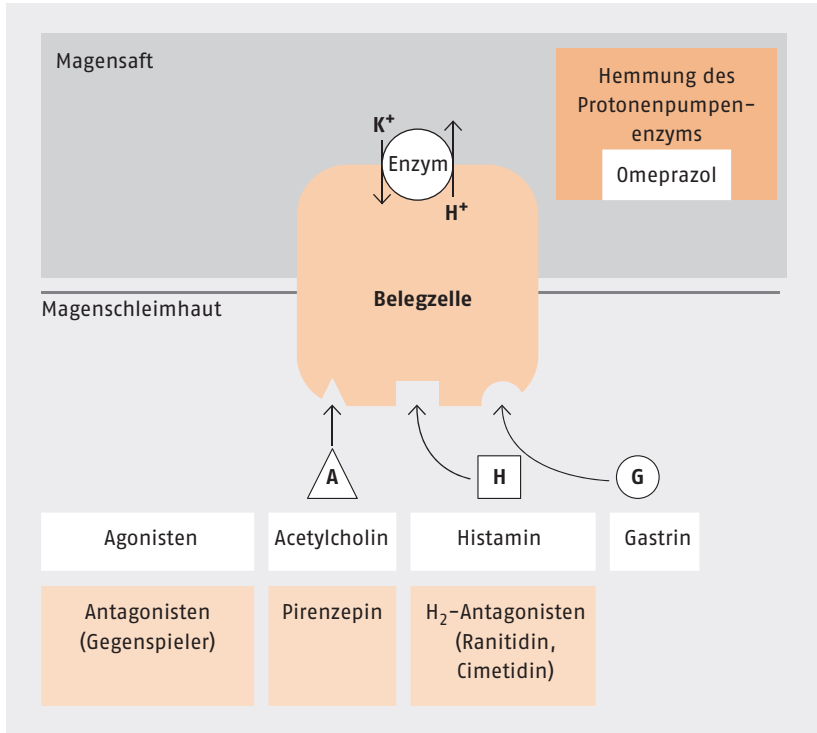 Magensaft
Hemmung des
Protonenpumpen-
enzyms
Omeprazol
K⁺
Enzym
H⁺
Belegzelle
Magenschleimhaut
A
H
G
Agonisten
Acetylcholin
Histamin
Gastrin
Antagonisten
(Gegenspieler)
Pirenzepin
H₂-Antagonisten
(Ranitidin,
Cimetidin)